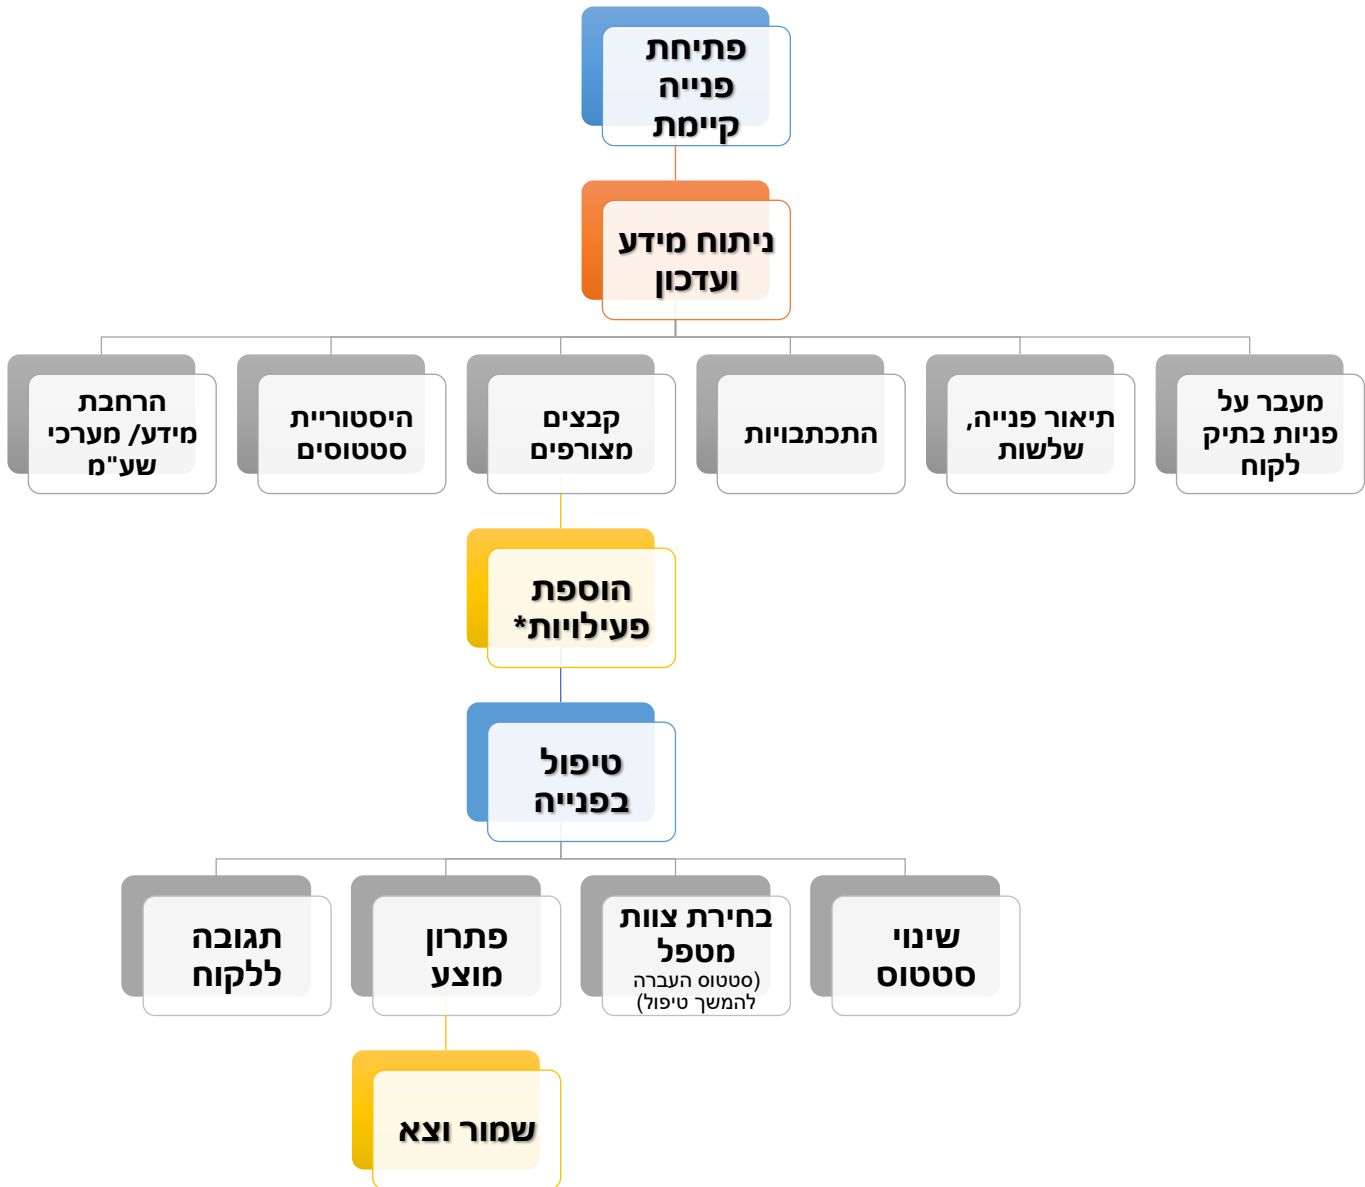 פתיחת
פנייה
קיימת
ניתוח מידע
ועדכון
מעבר על
פניות בתיק
לקוח
תיאור פנייה,
שלשות
התכתבויות
קבצים
מצורפים
היסטוריית
סטטוסים
הרחבת
מידע/ מערכי
שע"מ
הוספת
פעילויות*
טיפול
בפנייה
שינוי
סטטוס
בחירת צוות
מטפל
(סטטוס העברה
להמשך טיפול)
פתרון
מוצע
תגובה
ללקוח
שמור וצא